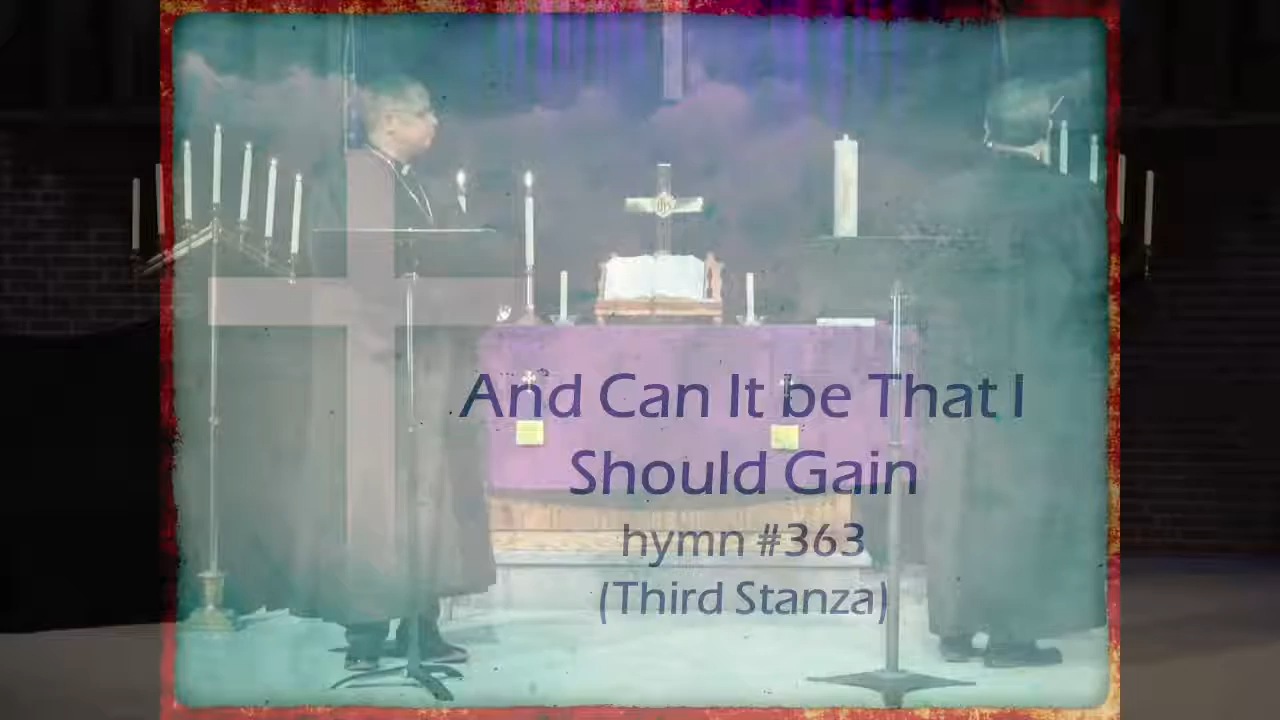 And Can It be That I
Should Gain
hymn #363
(Third Stanza)